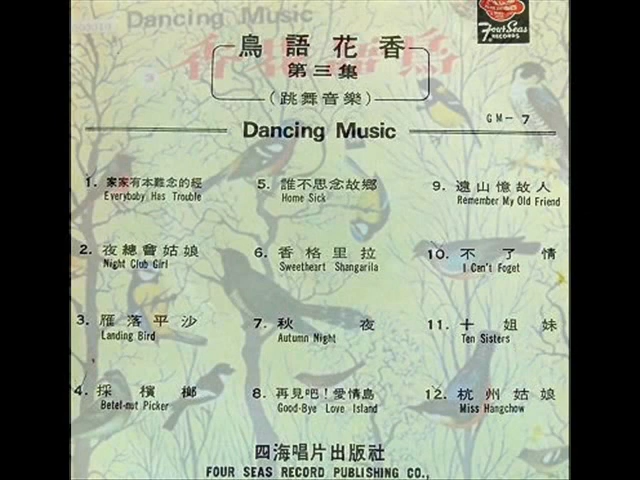 Dancing Music
Four Seas
RECORDS
鳥語花香
第三集
(跳舞音樂)
GM-7
Dancing Music
1. 家家有本難念的經
Everyboby Has Trouble
2. 夜總會姑娘
Night Club Girl
3. 雁落平沙
Landing Bird
4. 採檳榔
Betel-nut Picker
5. 誰不思念故鄉
Home Sick
6. 香格里拉
Sweetheart Shangarila
7. 秋夜
Autumn Night
8. 再見吧!愛情島
Good-Bye Love Island
9. 遠山憶故人
Remember My Old Friend
10. 不了情
I Can't Foget
11. 十姐妹
Ten Sisters
12. 杭州姑娘
Miss Hangchow
四海唱片出版社
FOUR SEAS RECORD PUBLISHING CO.,